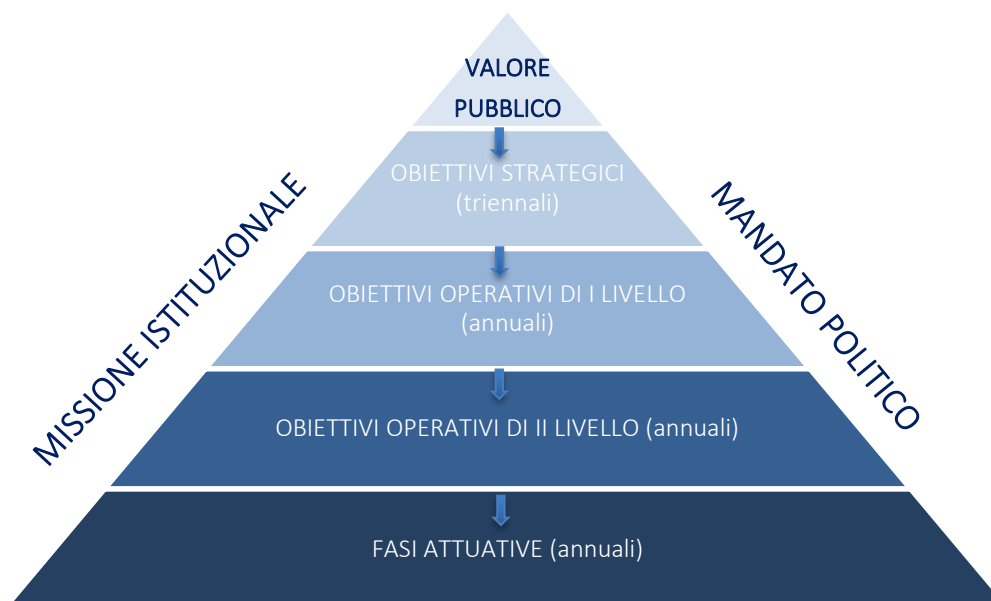 VALORE
PUBBLICO
OBIETTIVI STRATEGICI
(triennali)
MISSIONE ISTITUZIONALE
MANDATO POLITICO
OBIETTIVI OPERATIVI DI I LIVELLO
(annuali)
OBIETTIVI OPERATIVI DI II LIVELLO (annuali)
FASI ATTUATIVE (annuali)